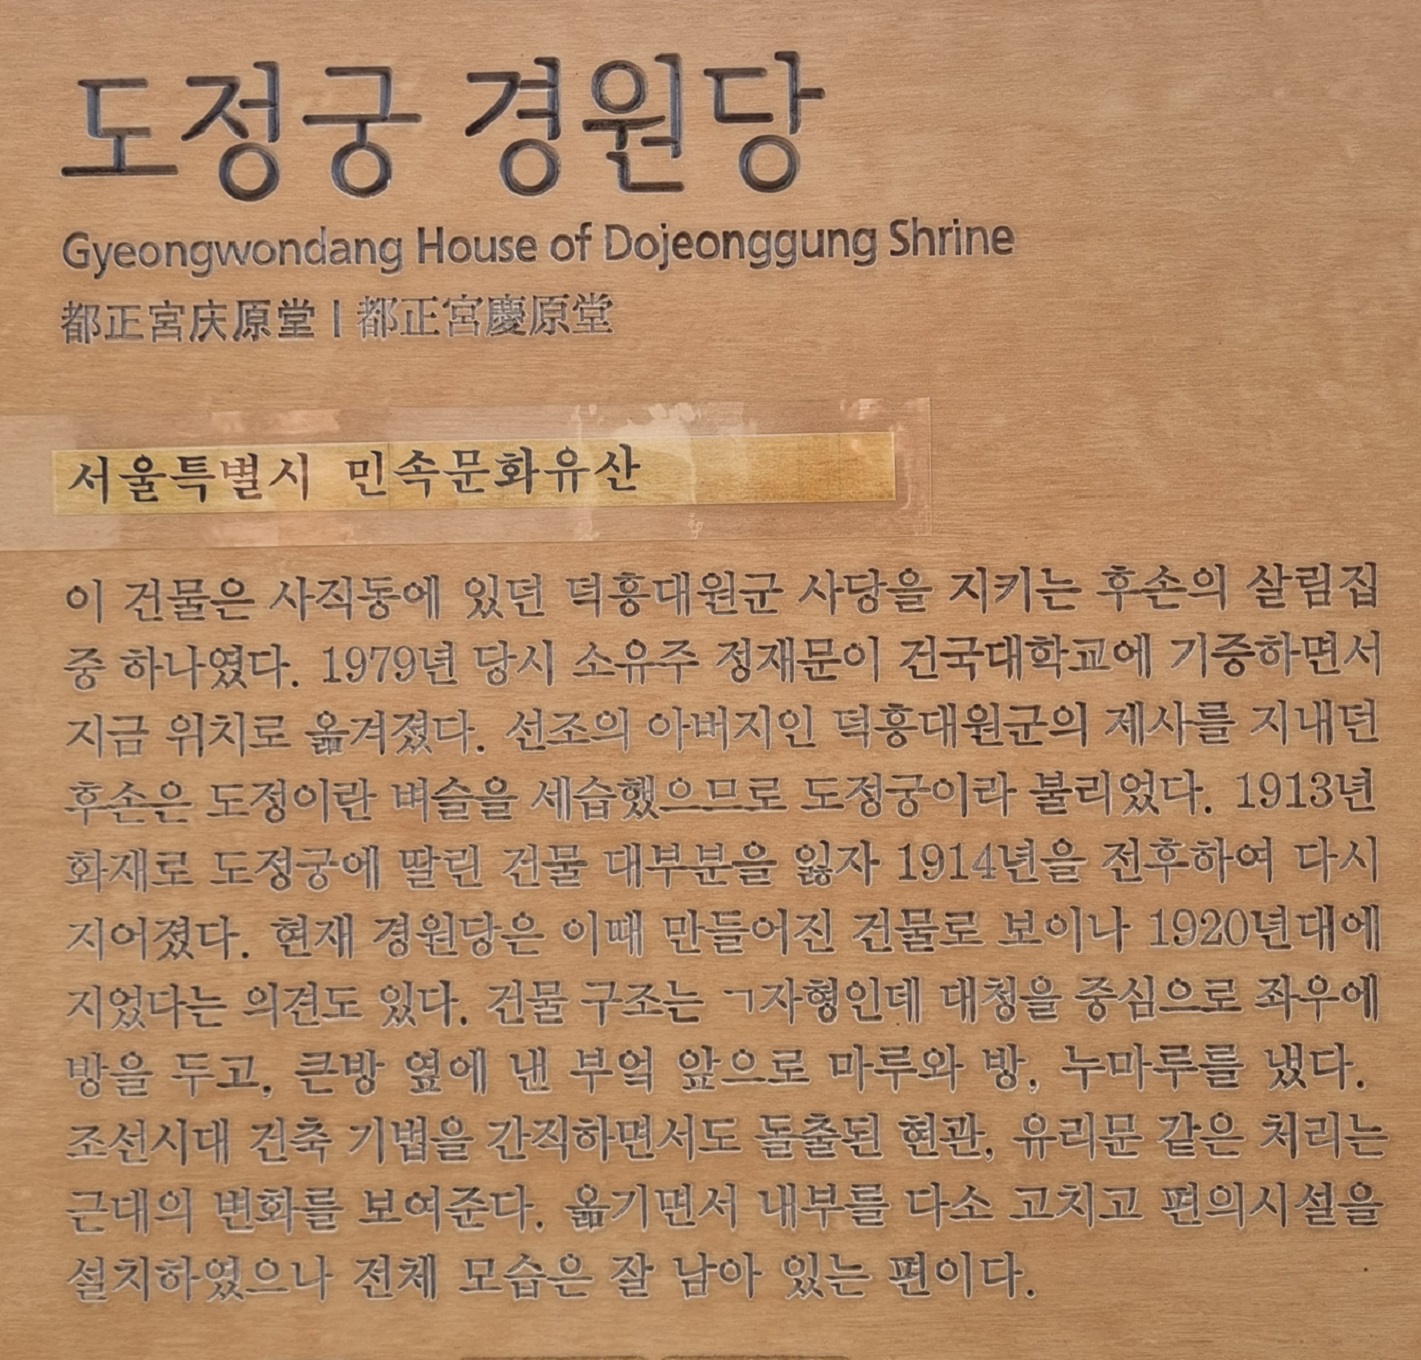 도정궁 경원당
Gyeongwondang House of Dojeonggung Shrine
都正宮庆原堂 | 都正宮慶原堂
서울특별시 민속문화유산
이 건물은 사직동에 있던 덕흥대원군 사당을 지키는 후손의 살림집
중 하나였다. 1979년 당시 소유주 정재문이 건국대학교에 기증하면서
지금 위치로 옮겨졌다. 선조의 아버지인 덕흥대원군의 제사를 지내던
후손은 도정이란 벼슬을 세습했으므로 도정궁이라 불리었다. 1913년
화재로 도정궁에 딸린 건물 대부분을 잃자 1914년을 전후하여 다시
지어졌다. 현재 경원당은 이때 만들어진 건물로 보이나 1920년대에
지었다는 의견도 있다. 건물 구조는 ㄱ자형인데 대청을 중심으로 좌우에
방을 두고, 큰방 옆에 낸 부엌 앞으로 마루와 방, 누마루를 냈다.
조선시대 건축 기법을 간직하면서도 돌출된 현관, 유리문 같은 처리는
근대의 변화를 보여준다. 옮기면서 내부를 다소 고치고 편의시설을
설치하였으나 전체 모습은 잘 남아 있는 편이다.